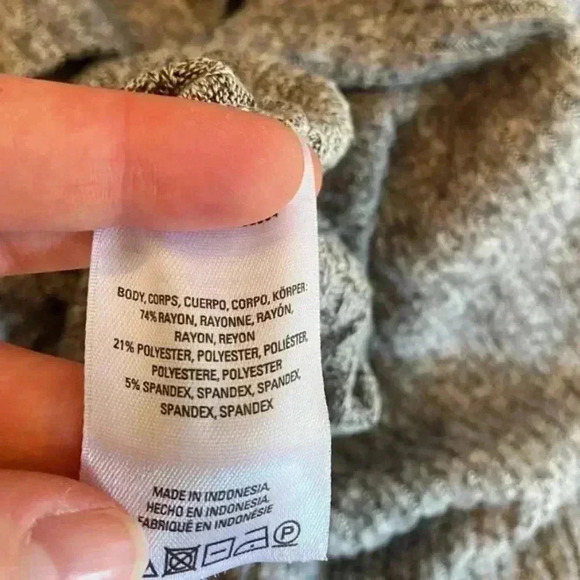 BODY, CORPS, CUERPO, CORPO, KÖRPER:
74% RAYON, RAYONNE, RAYÓN,
RAYON, REYON
21% POLYESTER, POLYESTER, POLIÉSTER,
POLYESTERE, POLYESTER
5% SPANDEX, SPANDEX, SPANDEX,
SPANDEX, SPANDEX
MADE IN INDONESIA,
HECHO EN INDONESIA,
FABRIQUÉ EN INDONÉSIE
P